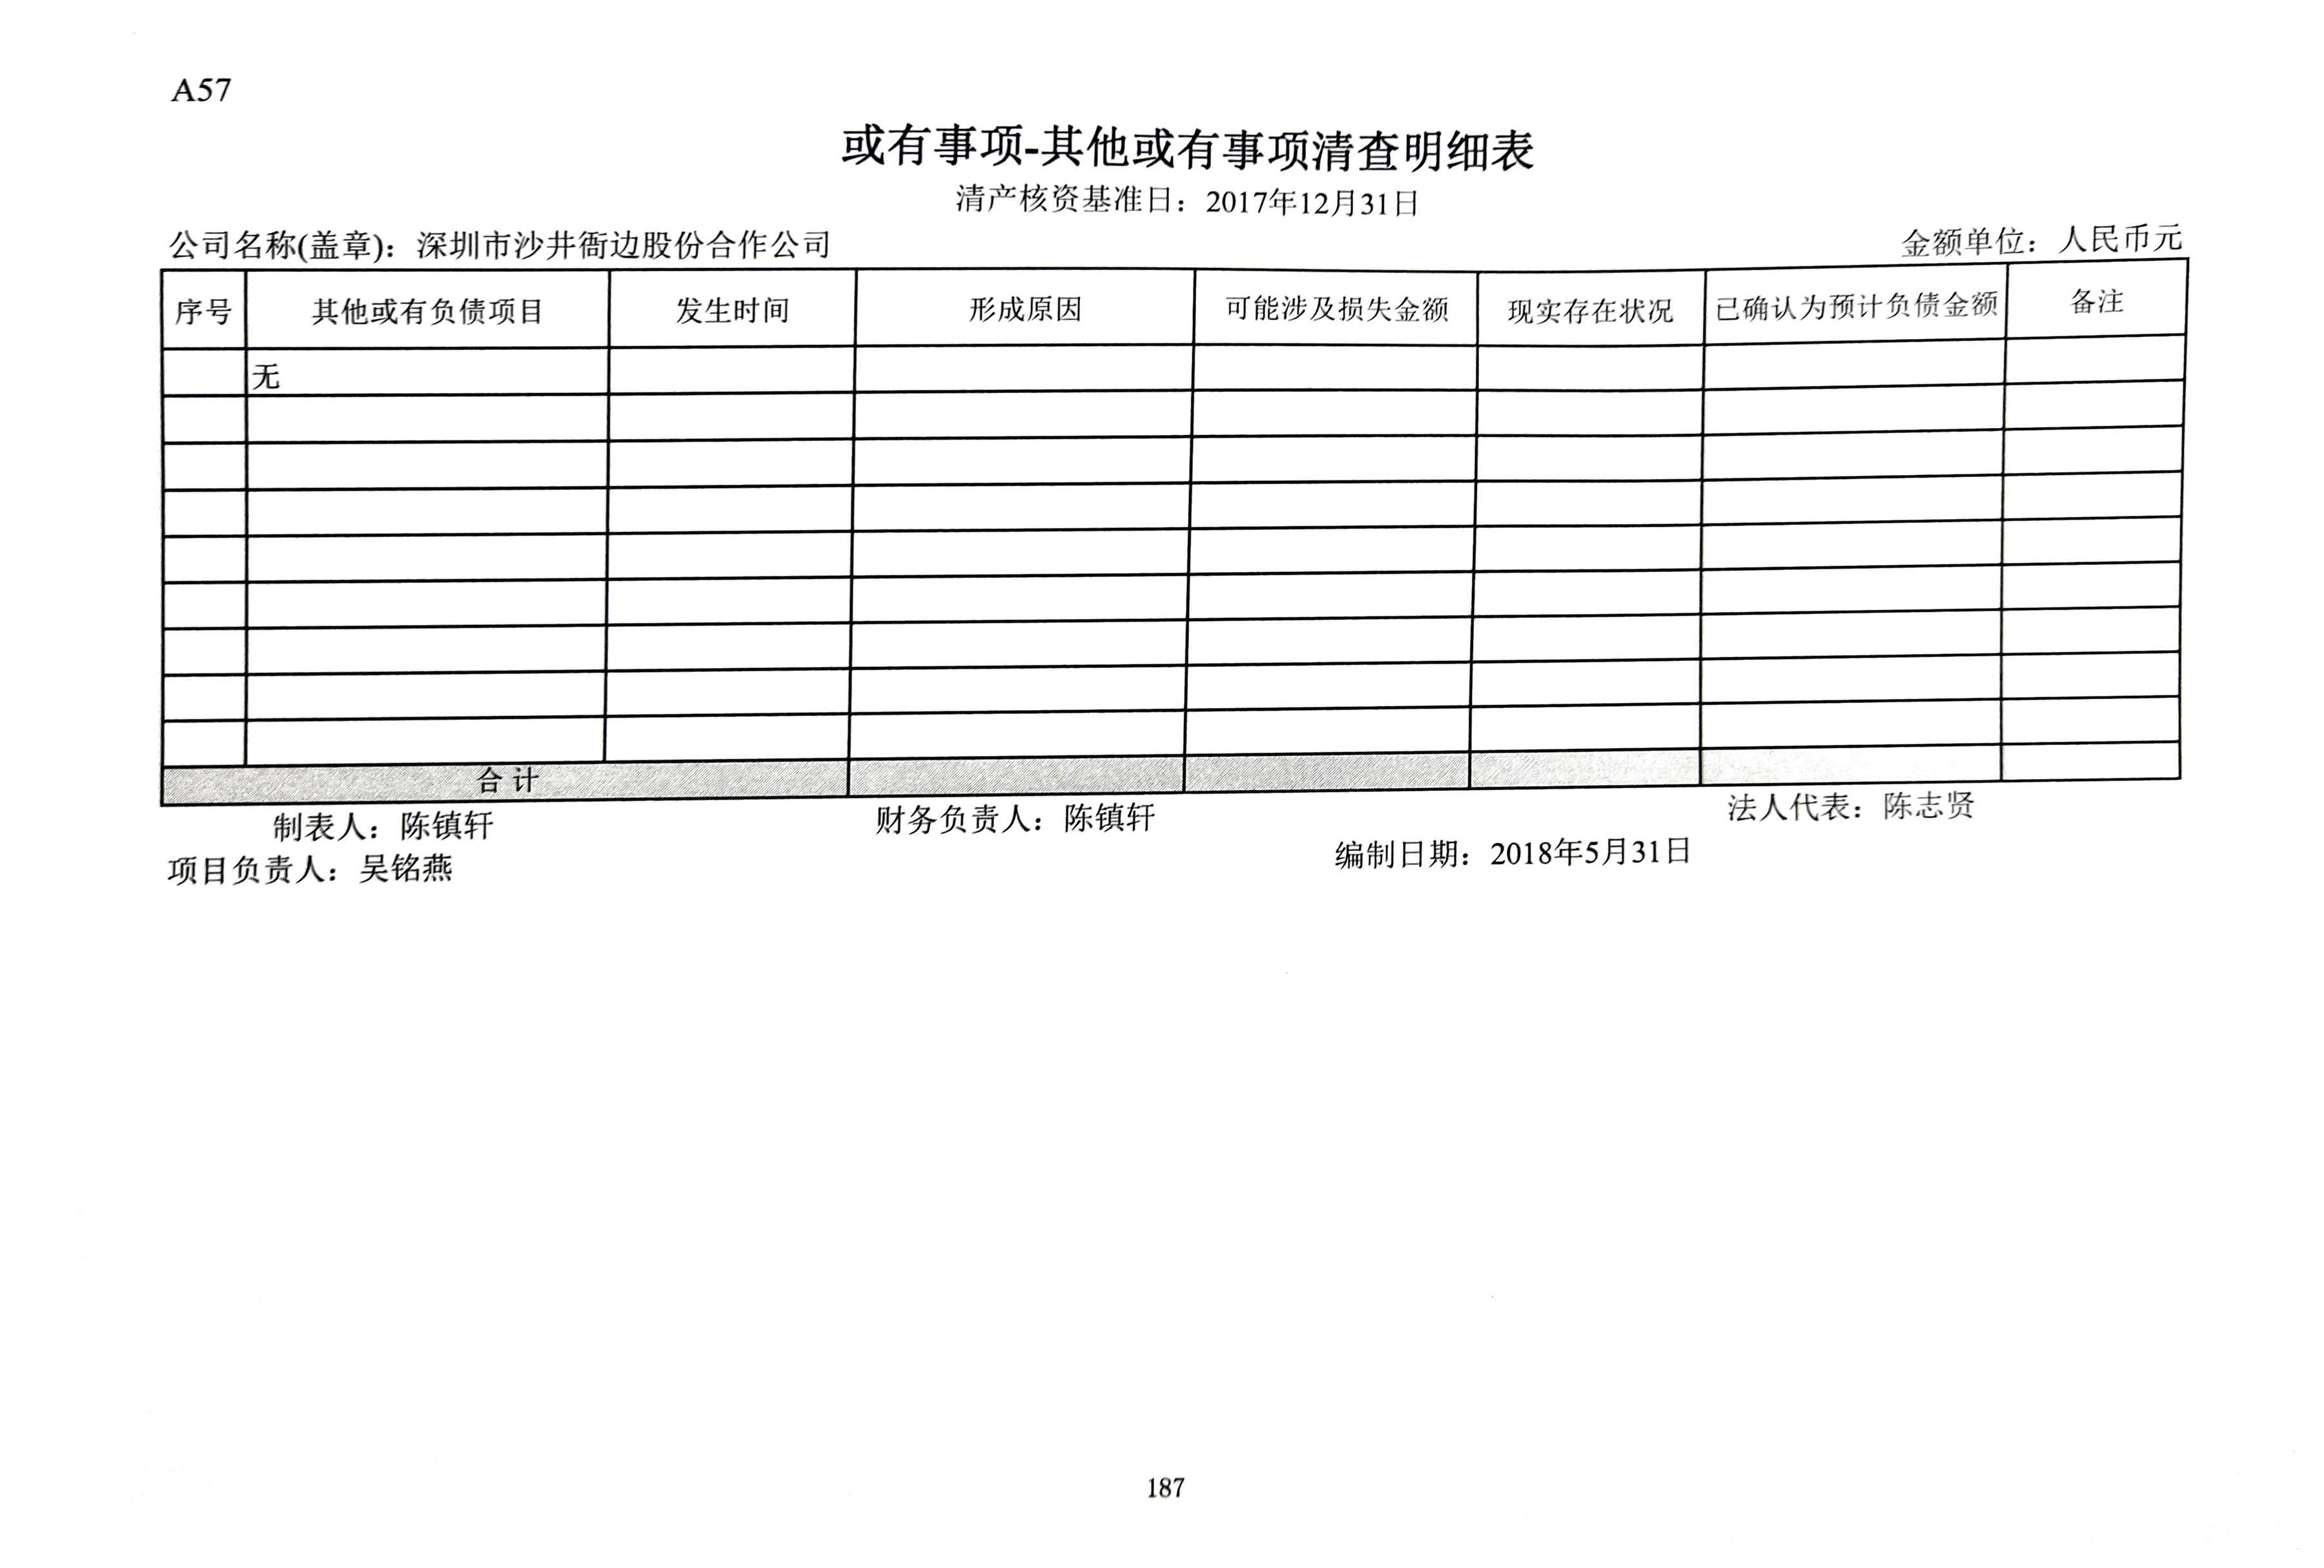 A57
或有事项-其他或有事项清查明细表
清产核资基准日：2017年12月31日
公司名称(盖章)：深圳市沙井衙边股份合作公司 金额单位：人民币元
序号 其他或有负债项目 发生时间 形成原因 可能涉及损失金额 现实存在状况 已确认为预计负债金额 备注
无
合 计
制表人：陈镇轩 财务负责人：陈镇轩 法人代表：陈志贤
项目负责人：吴铭燕 编制日期：2018年5月31日
187